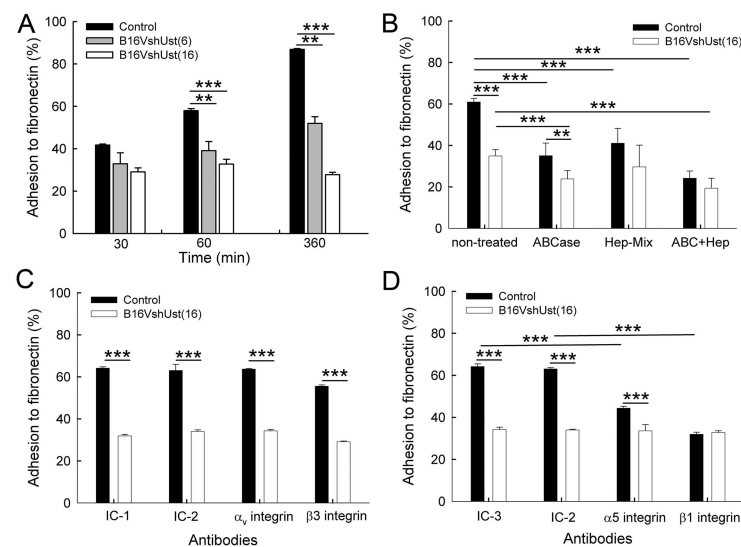 A
Control
B16VshUst(6)
B16VshUst(16)
Adhesion to fibronectin (%)
100
80
60
40
20
0
***
**
***
**
30
60
360
Time (min)
B
Control
B16VshUst(16)
Adhesion to fibronectin (%)
100
80
60
40
20
0
***
***
***
***
***
***
**
non-treated
ABCase
Hep-Mix
ABC+Hep
C
Control
B16VshUst(16)
Adhesion to fibronectin (%)
100
80
60
40
20
0
***
***
***
***
IC-1
IC-2
αv integrin
β3 integrin
Antibodies
D
Control
B16VshUst(16)
Adhesion to fibronectin (%)
100
80
60
40
20
0
***
***
***
***
***
IC-3
IC-2
α5 integrin
β1 integrin
Antibodies